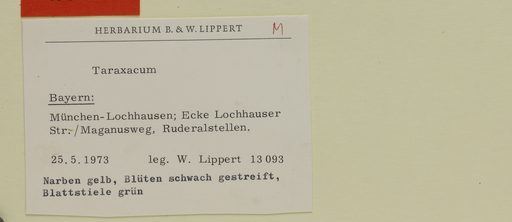 HERBARIUM B. & W. LIPPERT M
Taraxacum
Bayern:
München-Lochhausen; Ecke Lochhauser
Str./Maganusweg, Ruderalstellen.
25.5.1973 leg. W. Lippert 13093
Narben gelb, Blüten schwach gestreift,
Blattstiele grün